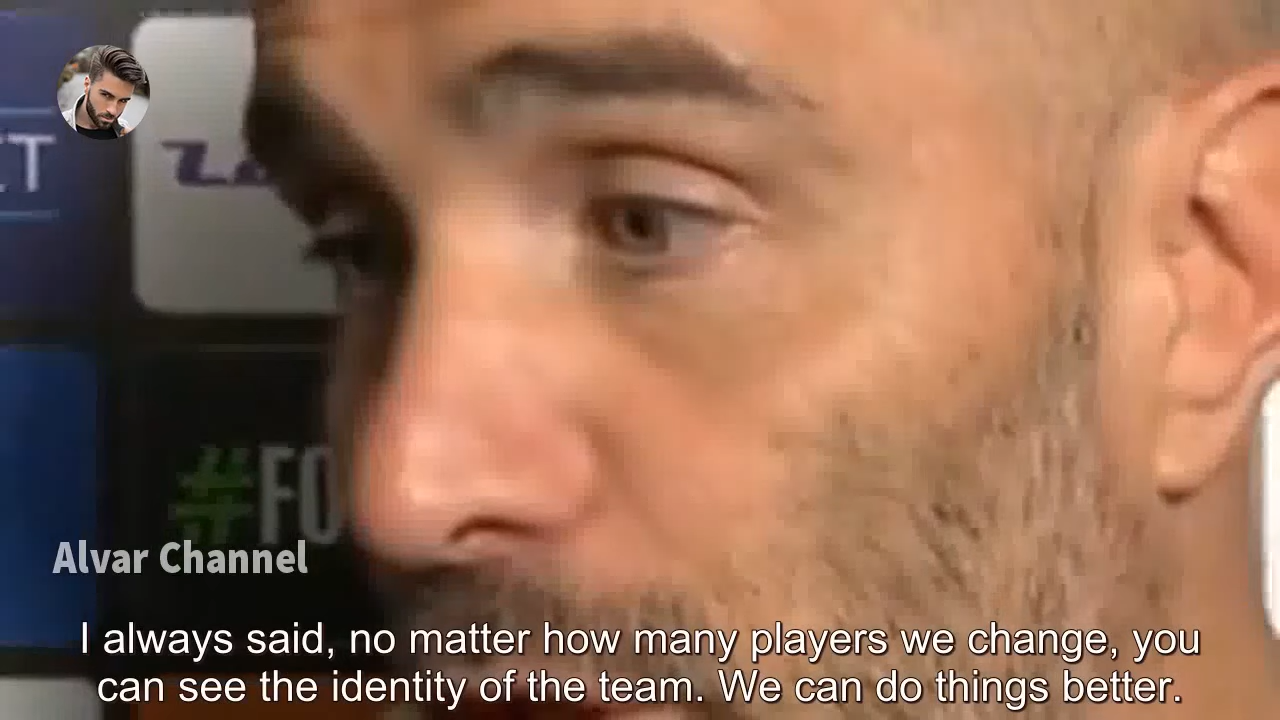 #FO
Alvar Channel
I always said, no matter how many players we change, you
can see the identity of the team. We can do things better.